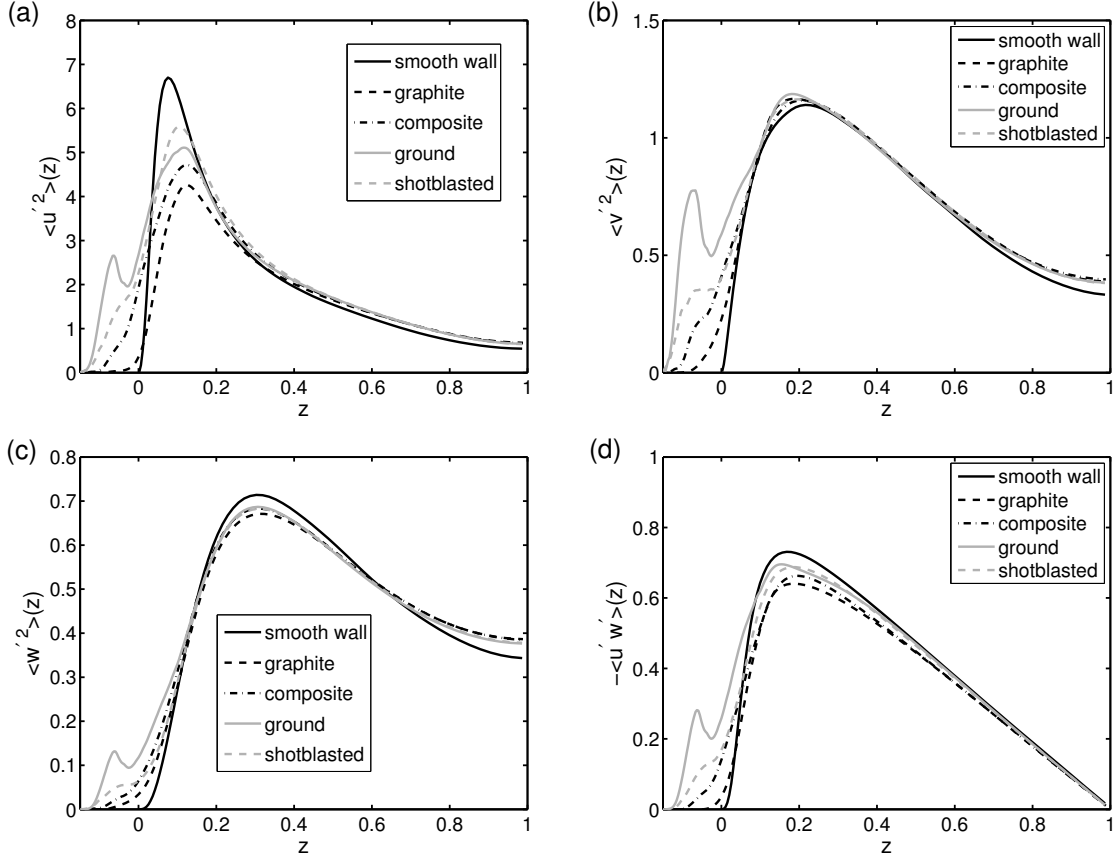 (a)
8
7
6
5
4
3
2
1
0
<u′ 2>(z)
0 0.2 0.4 0.6 0.8 1
z
smooth wall
graphite
composite
ground
shotblasted
(b)
1.5
1
0.5
0
<v′ 2>(z)
0 0.2 0.4 0.6 0.8 1
z
smooth wall
graphite
composite
ground
shotblasted
(c)
0.8
0.7
0.6
0.5
0.4
0.3
0.2
0.1
0
<w′ 2>(z)
0 0.2 0.4 0.6 0.8 1
z
smooth wall
graphite
composite
ground
shotblasted
(d)
1
0.8
0.6
0.4
0.2
0
−<u′ w′>(z)
0 0.2 0.4 0.6 0.8 1
z
smooth wall
graphite
composite
ground
shotblasted